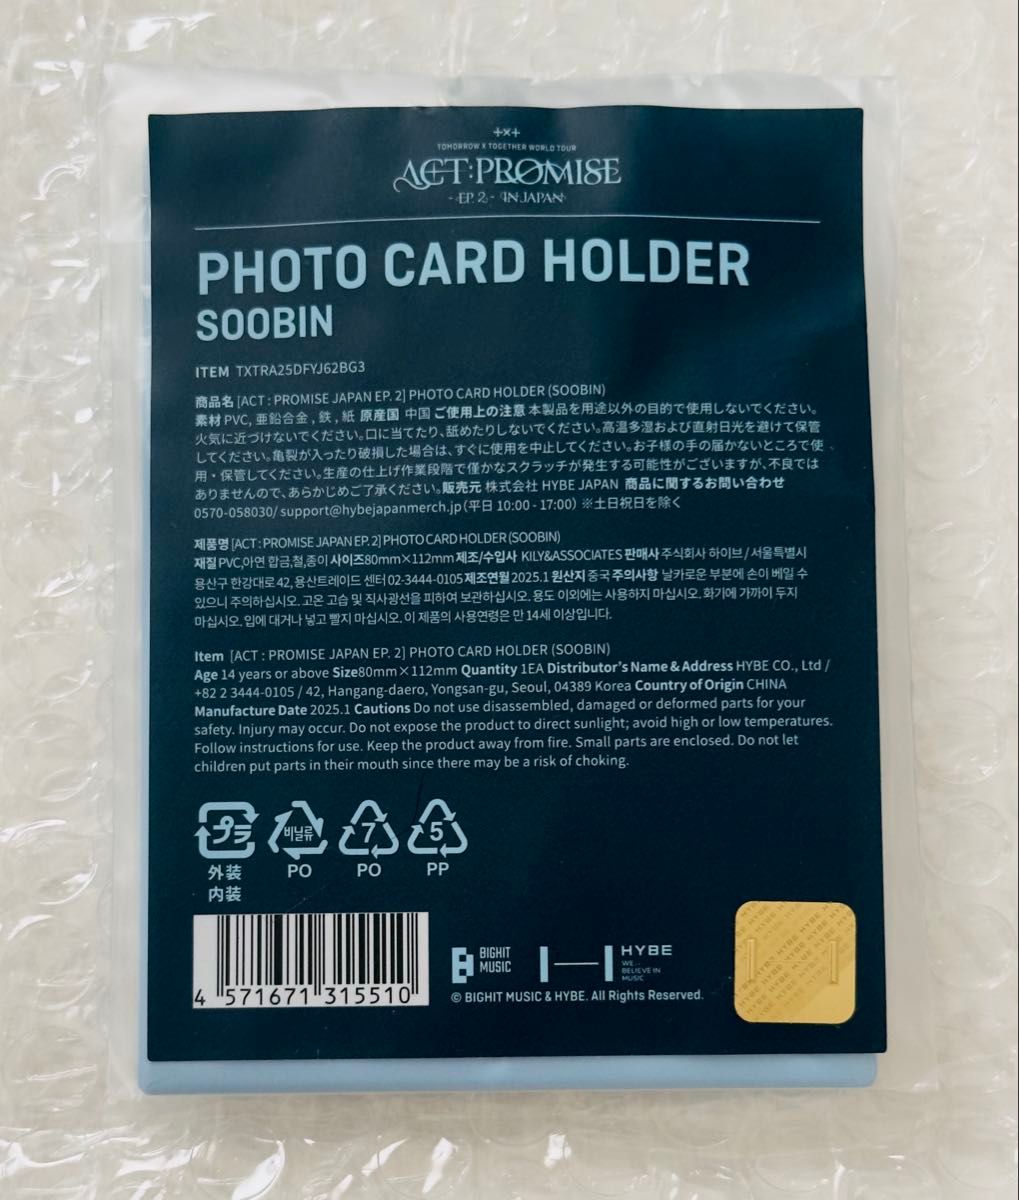 +×+
TOMORROW X TOGETHER WORLD TOUR
ACT:PROMISE
- EP. 2 - IN JAPAN
PHOTO CARD HOLDER
SOOBIN
ITEM TXTRA25DFYJ62BG3
商品名 [ACT : PROMISE JAPAN EP. 2] PHOTO CARD HOLDER (SOOBIN)
素材 PVC, 亜鉛合金 , 鉄 , 紙 原産国 中国 ご使用上の注意 本製品を用途以外の目的で使用しないでください。
火気に近づけないでください。口に当てたり、舐めたりしないでください。高温多湿および直射日光を避けて保管
してください。亀裂が入ったり破損した場合は、すぐに使用を中止してください。お子様の手の届かないところで使
用・保管してください。生産の仕上げ作業段階で僅かなスクラッチが発生する可能性がございますが、不良では
ありませんので、あらかじめご了承ください。販売元 株式会社 HYBE JAPAN 商品に関するお問い合わせ
0570-058030/ support@hybejapanmerch.jp (平日 10:00 - 17:00) ※土日祝日を除く
제품명 [ACT : PROMISE JAPAN EP. 2] PHOTO CARD HOLDER (SOOBIN)
재질 PVC,아연 합금,철,종이 사이즈80mm×112mm 제조/수입사 KILY&ASSOCIATES 판매사 주식회사 하이브 / 서울특별시
용산구 한강대로 42, 용산트레이드 센터 02-3444-0105 제조연월 2025.1 원산지 중국 주의사항 날카로운 부분에 손이 베일 수
있으니 주의하십시오. 고온 고습 및 직사광선을 피하여 보관하십시오. 용도 이외에는 사용하지 마십시오. 화기에 가까이 두지
마십시오. 입에 대거나 넣고 빨지 마십시오. 이 제품의 사용연령은 만 14세 이상입니다.
Item [ACT : PROMISE JAPAN EP. 2] PHOTO CARD HOLDER (SOOBIN)
Age 14 years or above Size80mm×112mm Quantity 1EA Distributor's Name & Address HYBE CO., Ltd /
+82 2 3444-0105 / 42, Hangang-daero, Yongsan-gu, Seoul, 04389 Korea Country of Origin CHINA
Manufacture Date 2025.1 Cautions Do not use disassembled, damaged or deformed parts for your
safety. Injury may occur. Do not expose the product to direct sunlight; avoid high or low temperatures.
Follow instructions for use. Keep the product away from fire. Small parts are enclosed. Do not let
children put parts in their mouth since there may be a risk of choking.
プラ 비닐류 7 5
外装 PO PO PP
内装
4 571671 315510
BIGHIT MUSIC HYBE
WE BELIEVE IN MUSIC
© BIGHIT MUSIC & HYBE. All Rights Reserved.
HYBE HYBE HYBE